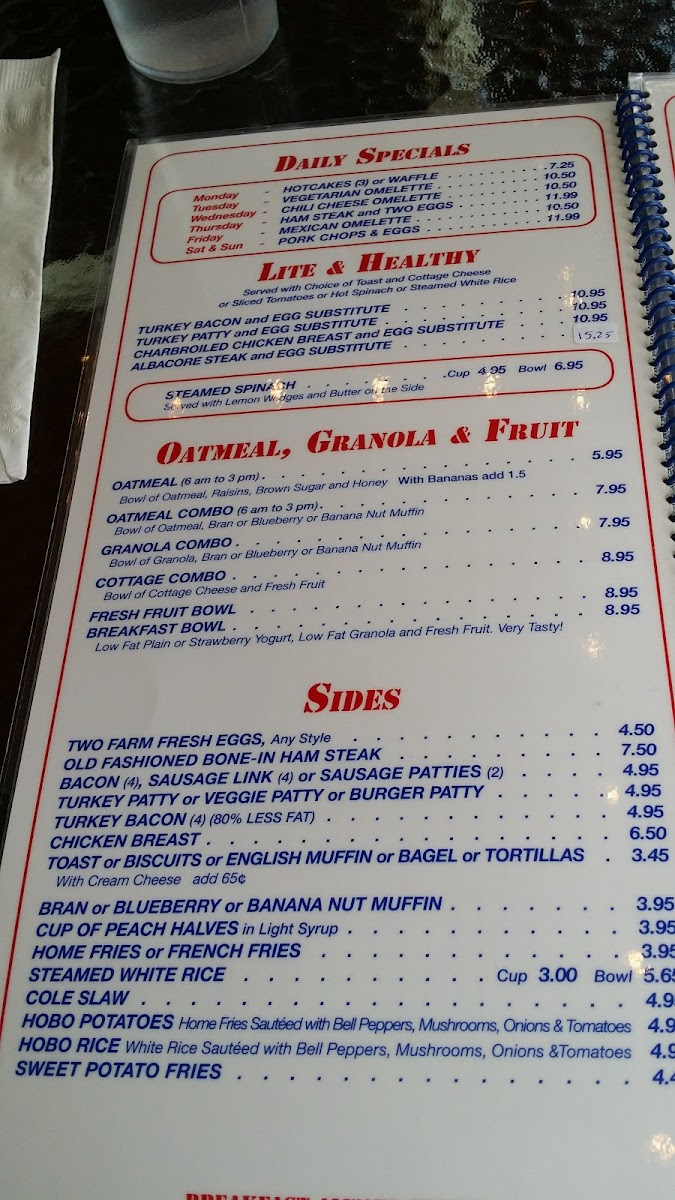 DAILY SPECIALS
Monday - HOTCAKES (3) or WAFFLE . . . . . . . . . 7.25
Tuesday - VEGETARIAN OMELETTE . . . . . . . . . 10.50
Wednesday - CHILI CHEESE OMELETTE . . . . . . . . 10.50
Thursday - HAM STEAK and TWO EGGS . . . . . . . . 11.99
Friday - MEXICAN OMELETTE . . . . . . . . . 10.50
Sat & Sun - PORK CHOPS & EGGS . . . . . . . . . 11.99
LITE & HEALTHY
Served with Choice of Toast and Cottage Cheese
or Sliced Tomatoes or Hot Spinach or Steamed White Rice
TURKEY BACON and EGG SUBSTITUTE . . . . . . . . 10.95
TURKEY PATTY and EGG SUBSTITUTE . . . . . . . . 10.95
CHARBROILED CHICKEN BREAST and EGG SUBSTITUTE . . . 10.95
ALBACORE STEAK and EGG SUBSTITUTE . . . . . . . . 15.25
STEAMED SPINACH . . . . . . . . Cup 4.95 Bowl 6.95
Served with Lemon Wedges and Butter on the Side
OATMEAL, GRANOLA & FRUIT
OATMEAL (6 am to 3 pm) . . . . . . . . . . . . 5.95
Bowl of Oatmeal, Raisins, Brown Sugar and Honey With Bananas add 1.5
OATMEAL COMBO (6 am to 3 pm) . . . . . . . . . . 7.95
Bowl of Oatmeal, Bran or Blueberry or Banana Nut Muffin
GRANOLA COMBO . . . . . . . . . . . . . . 7.95
Bowl of Granola, Bran or Blueberry or Banana Nut Muffin
COTTAGE COMBO . . . . . . . . . . . . . . 8.95
Bowl of Cottage Cheese and Fresh Fruit
FRESH FRUIT BOWL . . . . . . . . . . . . . 8.95
BREAKFAST BOWL . . . . . . . . . . . . . . 8.95
Low Fat Plain or Strawberry Yogurt, Low Fat Granola and Fresh Fruit. Very Tasty!
SIDES
TWO FARM FRESH EGGS, Any Style . . . . . . . . . . 4.50
OLD FASHIONED BONE-IN HAM STEAK . . . . . . . . . 7.50
BACON (4), SAUSAGE LINK (4) or SAUSAGE PATTIES (2) . . . . 4.95
TURKEY PATTY or VEGGIE PATTY or BURGER PATTY . . . . . 4.95
TURKEY BACON (4) (80% LESS FAT) . . . . . . . . . . 4.95
CHICKEN BREAST . . . . . . . . . . . . . . 6.50
TOAST or BISCUITS or ENGLISH MUFFIN or BAGEL or TORTILLAS . 3.45
With Cream Cheese add 65¢
BRAN or BLUEBERRY or BANANA NUT MUFFIN . . . . . . . 3.95
CUP OF PEACH HALVES in Light Syrup . . . . . . . . . . 3.95
HOME FRIES or FRENCH FRIES . . . . . . . . . . . 3.95
STEAMED WHITE RICE . . . . . . . . . . Cup 3.00 Bowl 5.65
COLE SLAW . . . . . . . . . . . . . . . . . 4.9
HOBO POTATOES Home Fries Sautéed with Bell Peppers, Mushrooms, Onions & Tomatoes 4.9
HOBO RICE White Rice Sautéed with Bell Peppers, Mushrooms, Onions &Tomatoes 4.9
SWEET POTATO FRIES . . . . . . . . . . . . . . 4.4